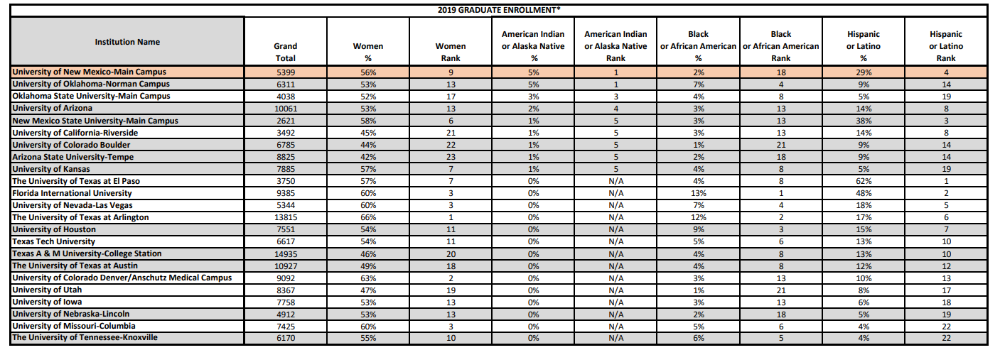 2019 GRADUATE ENROLLMENT*
Institution Name Grand Total Women % Women Rank American Indian or Alaska Native % American Indian or Alaska Native Rank Black or African American % Black or African American Rank Hispanic or Latino % Hispanic or Latino Rank
University of New Mexico-Main Campus 5399 56% 9 5% 1 2% 18 29% 4
University of Oklahoma-Norman Campus 6311 53% 13 5% 1 7% 4 9% 14
Oklahoma State University-Main Campus 4038 52% 17 3% 3 4% 8 5% 19
University of Arizona 10061 53% 13 2% 4 3% 13 14% 8
New Mexico State University-Main Campus 2621 58% 6 1% 5 3% 13 38% 3
University of California-Riverside 3492 45% 21 1% 5 3% 13 14% 8
University of Colorado Boulder 6785 44% 22 1% 5 1% 21 9% 14
Arizona State University-Tempe 8825 42% 23 1% 5 2% 18 9% 14
University of Kansas 7885 57% 7 1% 5 4% 8 5% 19
The University of Texas at El Paso 3750 57% 7 0% N/A 4% 8 62% 1
Florida International University 9385 60% 3 0% N/A 13% 1 48% 2
University of Nevada-Las Vegas 5344 60% 3 0% N/A 7% 4 18% 5
The University of Texas at Arlington 13815 66% 1 0% N/A 12% 2 17% 6
University of Houston 7551 54% 11 0% N/A 9% 3 15% 7
Texas Tech University 6617 54% 11 0% N/A 5% 6 13% 10
Texas A & M University-College Station 14935 46% 20 0% N/A 4% 8 13% 10
The University of Texas at Austin 10927 49% 18 0% N/A 4% 8 12% 12
University of Colorado Denver/Anschutz Medical Campus 9092 63% 2 0% N/A 3% 13 10% 13
University of Utah 8367 47% 19 0% N/A 1% 21 8% 17
University of Iowa 7758 53% 13 0% N/A 3% 13 6% 18
University of Nebraska-Lincoln 4912 53% 13 0% N/A 2% 18 5% 19
University of Missouri-Columbia 7425 60% 3 0% N/A 5% 6 4% 22
The University of Tennessee-Knoxville 6170 55% 10 0% N/A 6% 5 4% 22